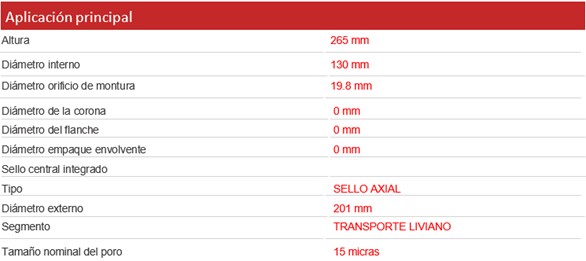 Aplicación principal
Altura 265 mm
Diámetro interno 130 mm
Diámetro orificio de montura 19.8 mm
Diámetro de la corona 0 mm
Diámetro del flanche 0 mm
Diámetro empaque envolvente 0 mm
Sello central integrado
Tipo SELLO AXIAL
Diámetro externo 201 mm
Segmento TRANSPORTE LIVIANO
Tamaño nominal del poro 15 micras